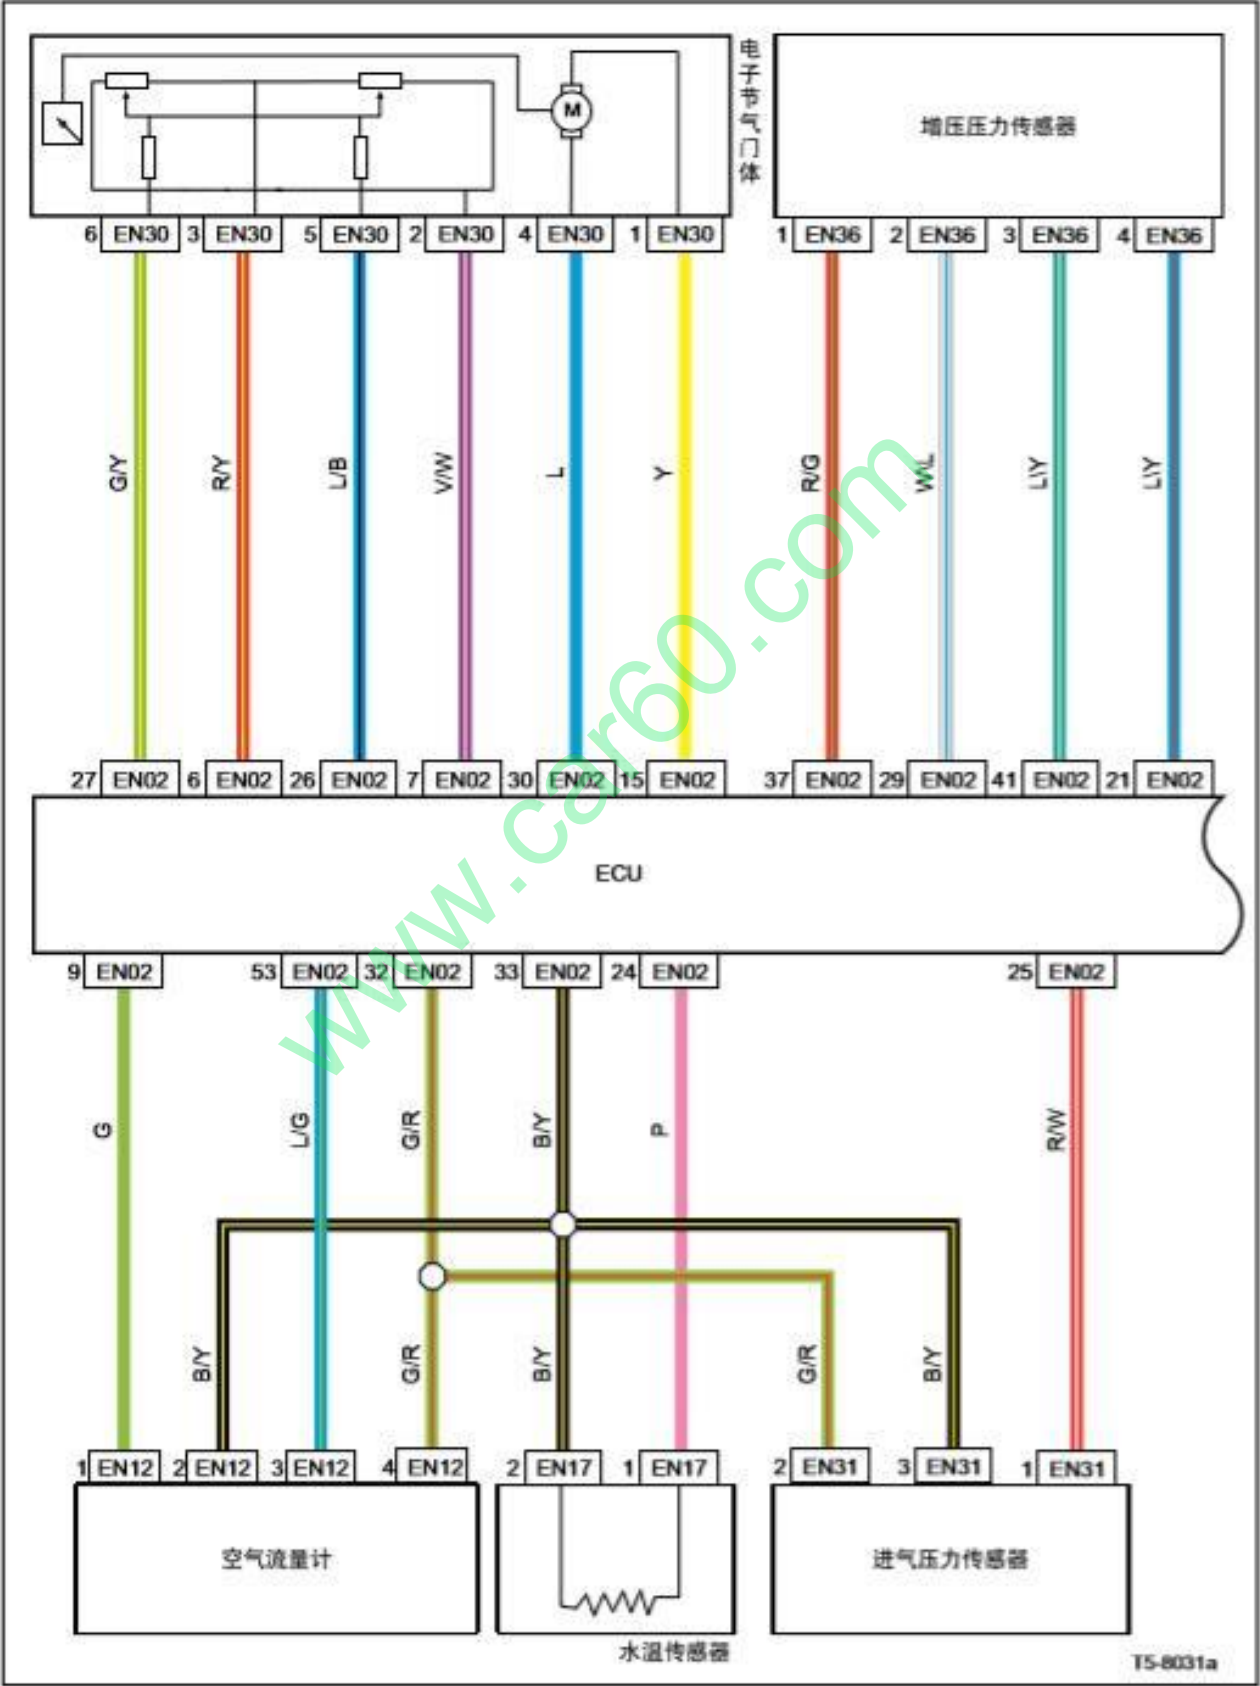 电子节气门体
M
增压压力传感器
6 EN30 3 EN30 5 EN30 2 EN30 4 EN30 1 EN30 1 EN36 2 EN36 3 EN36 4 EN36
G/Y R/Y L/B V/W L Y R/G W\L L\Y L\Y
27 EN02 6 EN02 26 EN02 7 EN02 30 EN02 15 EN02 37 EN02 29 EN02 41 EN02 21 EN02
ECU
9 EN02 53 EN02 32 EN02 33 EN02 24 EN02 25 EN02
G L/G G/R B/Y P R/W
B/Y G/R B/Y G/R B/Y
1 EN12 2 EN12 3 EN12 4 EN12 2 EN17 1 EN17 2 EN31 3 EN31 1 EN31
空气流量计
进气压力传感器
水温传感器
T5-8031a
www.car60.com